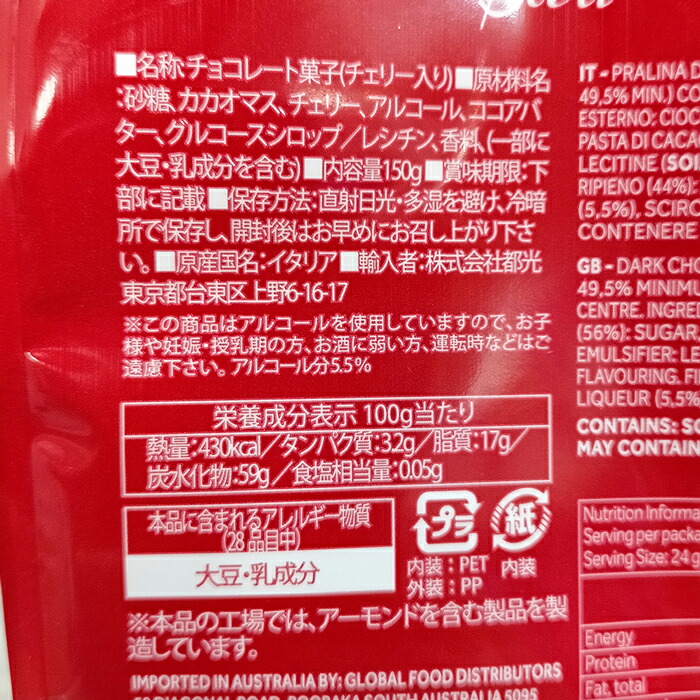 ■名称:チョコレート菓子(チェリー入り)■原材料名
:砂糖、カカオマス、チェリー、アルコール、ココアバ
ター、グルコースシロップ／レシチン、香料、(一部に
大豆・乳成分を含む)■内容量150g■賞味期限:下
部に記載■保存方法:直射日光・多湿を避け、冷暗
所で保存し、開封後はお早めにお召し上がり下さ
い。■原産国名:イタリア■輸入者:株式会社都光
東京都台東区上野6-16-17
※この商品はアルコールを使用していますので、お子
様や妊娠・授乳期の方、お酒に弱い方、運転時などはご
遠慮下さい。アルコール分5.5%
栄養成分表示 100g当たり
熱量:430kcal／タンパク質:3.2g／脂質:17g／
炭水化物:59g／食塩相当量:0.05g
本品に含まれるアレルギー物質
(28品目中)
大豆・乳成分
プラ
内装:PET
外装:PP
紙
内装
※本品の工場では、アーモンドを含む製品を製
造しています。
IMPORTED IN AUSTRALIA BY: GLOBAL FOOD DISTRIBUTORS
ROAD, POORAKA SOUTH AUSTRALIA 5095
IT - PRALINA D
49,5% MIN.) CO
ESTERNO: CIOC
PASTA DI CACA
LECITINE (SO
RIPIENO (44%)
(5,5%), SCIRO
CONTENERE
GB - DARK CHO
49,5% MINIMU
CENTRE. INGRE
(56%): SUGAR,
EMULSIFIER: LE
FLAVOURING. FI
LIQUEUR (5,5%
CONTAINS: SO
MAY CONTAIN
Nutrition Informa
Serving per packa
Serving Size: 24 g
Energy
Protein
Fat, total